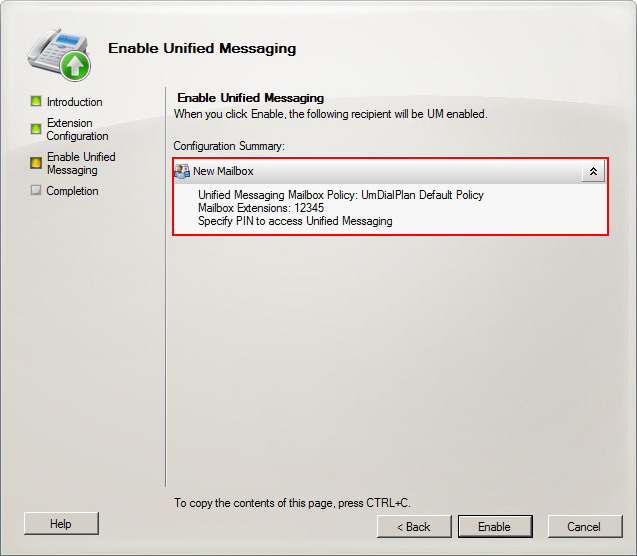 Enable Unified Messaging
Introduction
Extension
Configuration
Enable Unified
Messaging
Completion
Enable Unified Messaging
When you click Enable, the following recipient will be UM enabled.
Configuration Summary:
New Mailbox
Unified Messaging Mailbox Policy: UmDialPlan Default Policy
Mailbox Extensions: 12345
Specify PIN to access Unified Messaging
To copy the contents of this page, press CTRL+C.
Help
< Back
Enable
Cancel